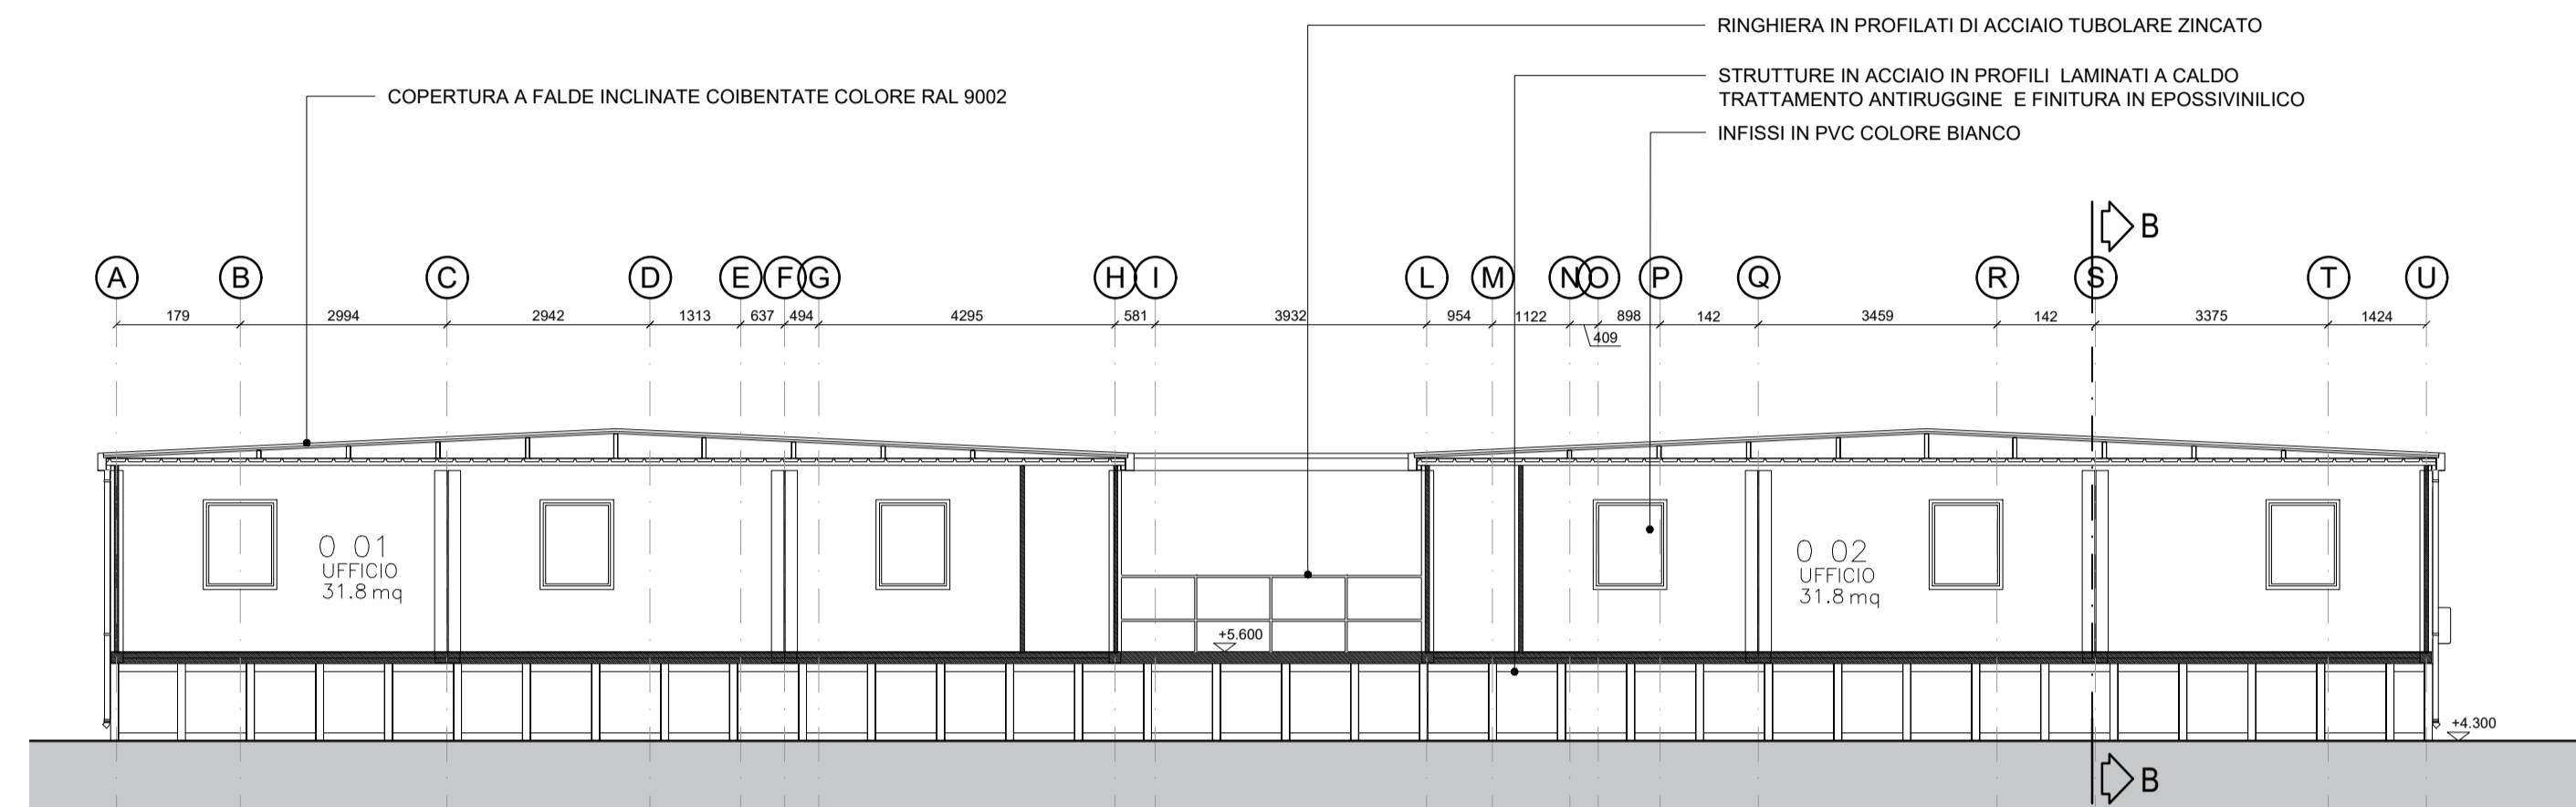 RINGHIERA IN PROFILATI DI ACCIAIO TUBOLARE ZINCATO
STRUTTURE IN ACCIAIO IN PROFILI LAMINATI A CALDO
TRATTAMENTO ANTIRUGGINE E FINITURA IN EPOSSIVINILICO
COPERTURA A FALDE INCLINATE COIBENTATE COLORE RAL 9002
INFISSI IN PVC COLORE BIANCO
B
A B C D E F G H I L M N O P Q R S T U
179 2994 2942 1313 637 494 4295 581 3932 954 1122 898 142 3459 142 3375 1424
409
0 01
UFFICIO
31.8 mq
0 02
UFFICIO
31.8 mq
+5.600
+4.300
B